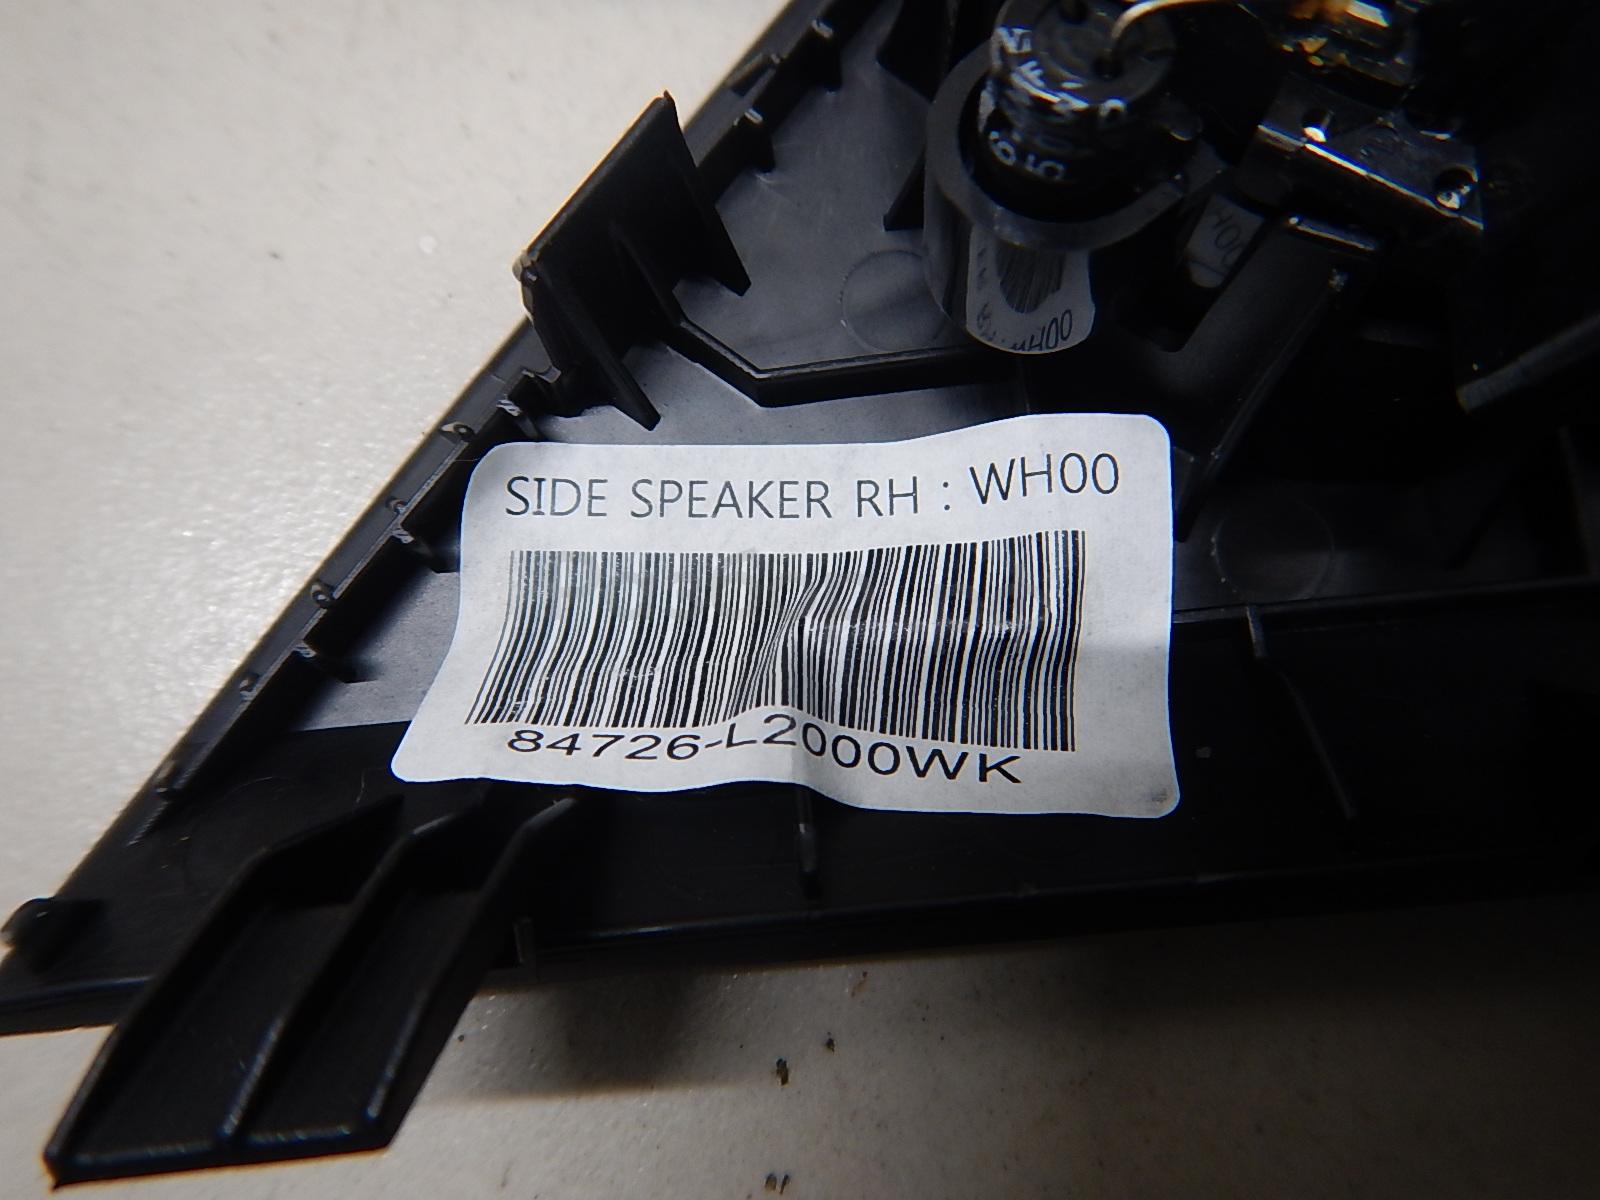 SIDE SPEAKER RH : WH00
84726-L2000WK